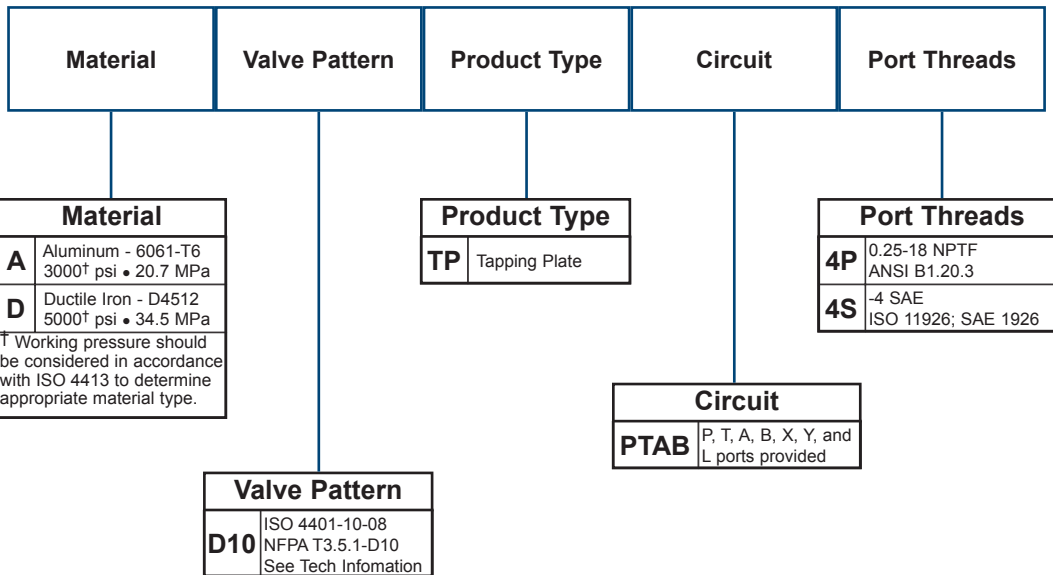 Material
Valve Pattern
Product Type
Circuit
Port Threads
Material
A
Aluminum - 6061-T6
3000† psi • 20.7 MPa
D
Ductile Iron - D4512
5000† psi • 34.5 MPa
† Working pressure should
be considered in accordance
with ISO 4413 to determine
appropriate material type.
Product Type
TP
Tapping Plate
Port Threads
4P
0.25-18 NPTF
ANSI B1.20.3
4S
-4 SAE
ISO 11926; SAE 1926
Circuit
PTAB
P, T, A, B, X, Y, and
L ports provided
Valve Pattern
D10
ISO 4401-10-08
NFPA T3.5.1-D10
See Tech Infomation